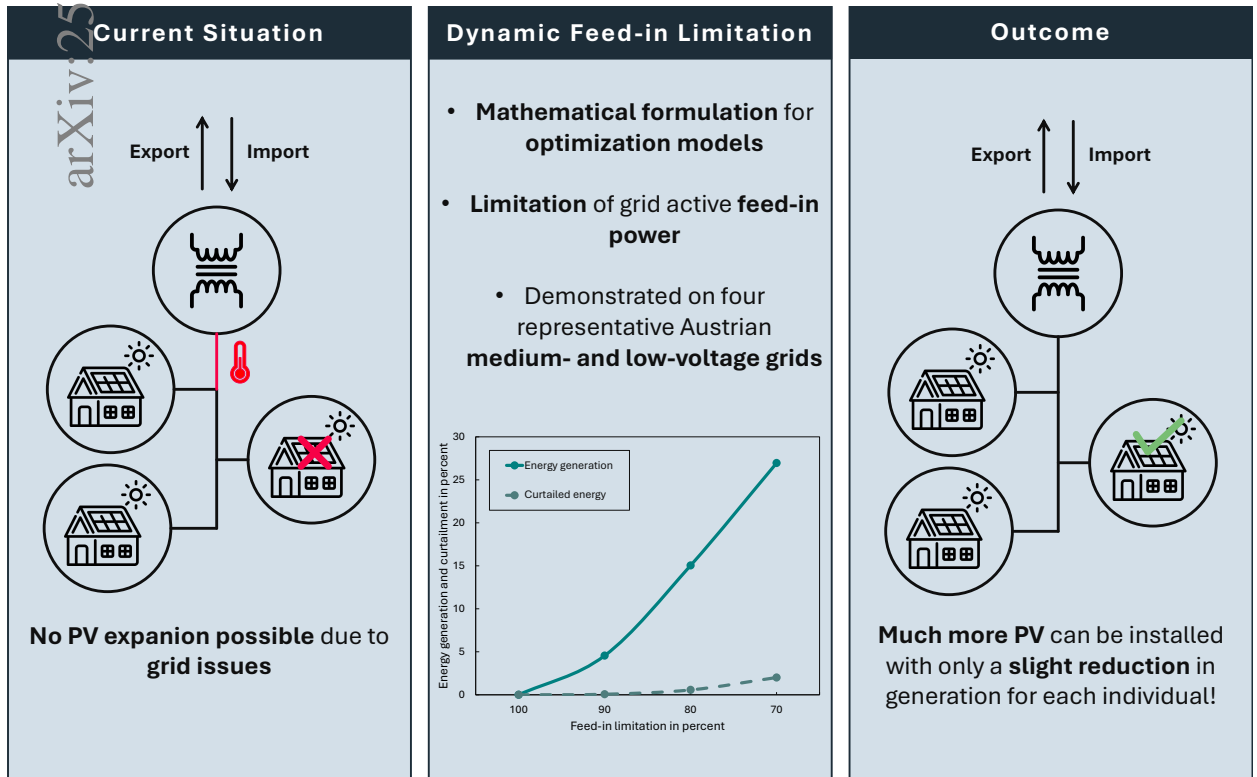 arXiv:25
Current Situation
Export
Import
No PV expanion possible due to
grid issues
Dynamic Feed-in Limitation
• Mathematical formulation for
optimization models
• Limitation of grid active feed-in
power
• Demonstrated on four
representative Austrian
medium- and low-voltage grids
Energy generation and curtailment in percent
30
25
20
15
10
5
0
Energy generation
Curtailed energy
100
90
80
70
Feed-in limitation in percent
Outcome
Export
Import
Much more PV can be installed
with only a slight reduction in
generation for each individual!